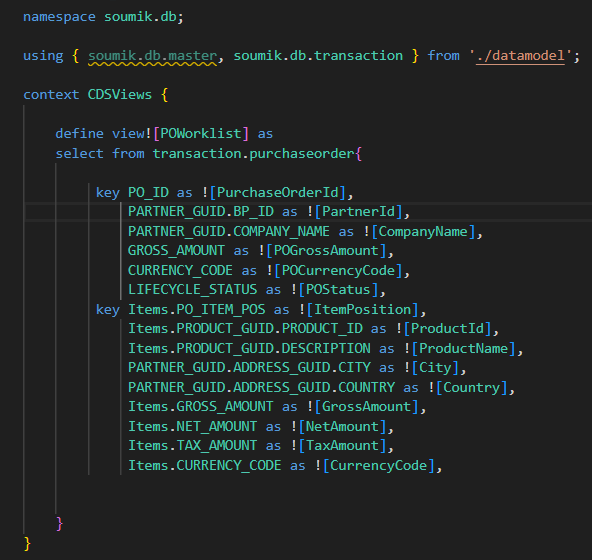 namespace soumik.db;
using { soumik.db.master, soumik.db.transaction } from './datamodel';
context CDSViews {
define view![POWorklist] as
select from transaction.purchaseorder{
key PO_ID as ![PurchaseOrderId],
PARTNER_GUID.BP_ID as ![PartnerId],
PARTNER_GUID.COMPANY_NAME as ![CompanyName],
GROSS_AMOUNT as ![POGrossAmount],
CURRENCY_CODE as ![POCurrencyCode],
LIFECYCLE_STATUS as ![POStatus],
key Items.PO_ITEM_POS as ![ItemPosition],
Items.PRODUCT_GUID.PRODUCT_ID as ![ProductId],
Items.PRODUCT_GUID.DESCRIPTION as ![ProductName],
PARTNER_GUID.ADDRESS_GUID.CITY as ![City],
PARTNER_GUID.ADDRESS_GUID.COUNTRY as ![Country],
Items.GROSS_AMOUNT as ![GrossAmount],
Items.NET_AMOUNT as ![NetAmount],
Items.TAX_AMOUNT as ![TaxAmount],
Items.CURRENCY_CODE as ![CurrencyCode],
}
}